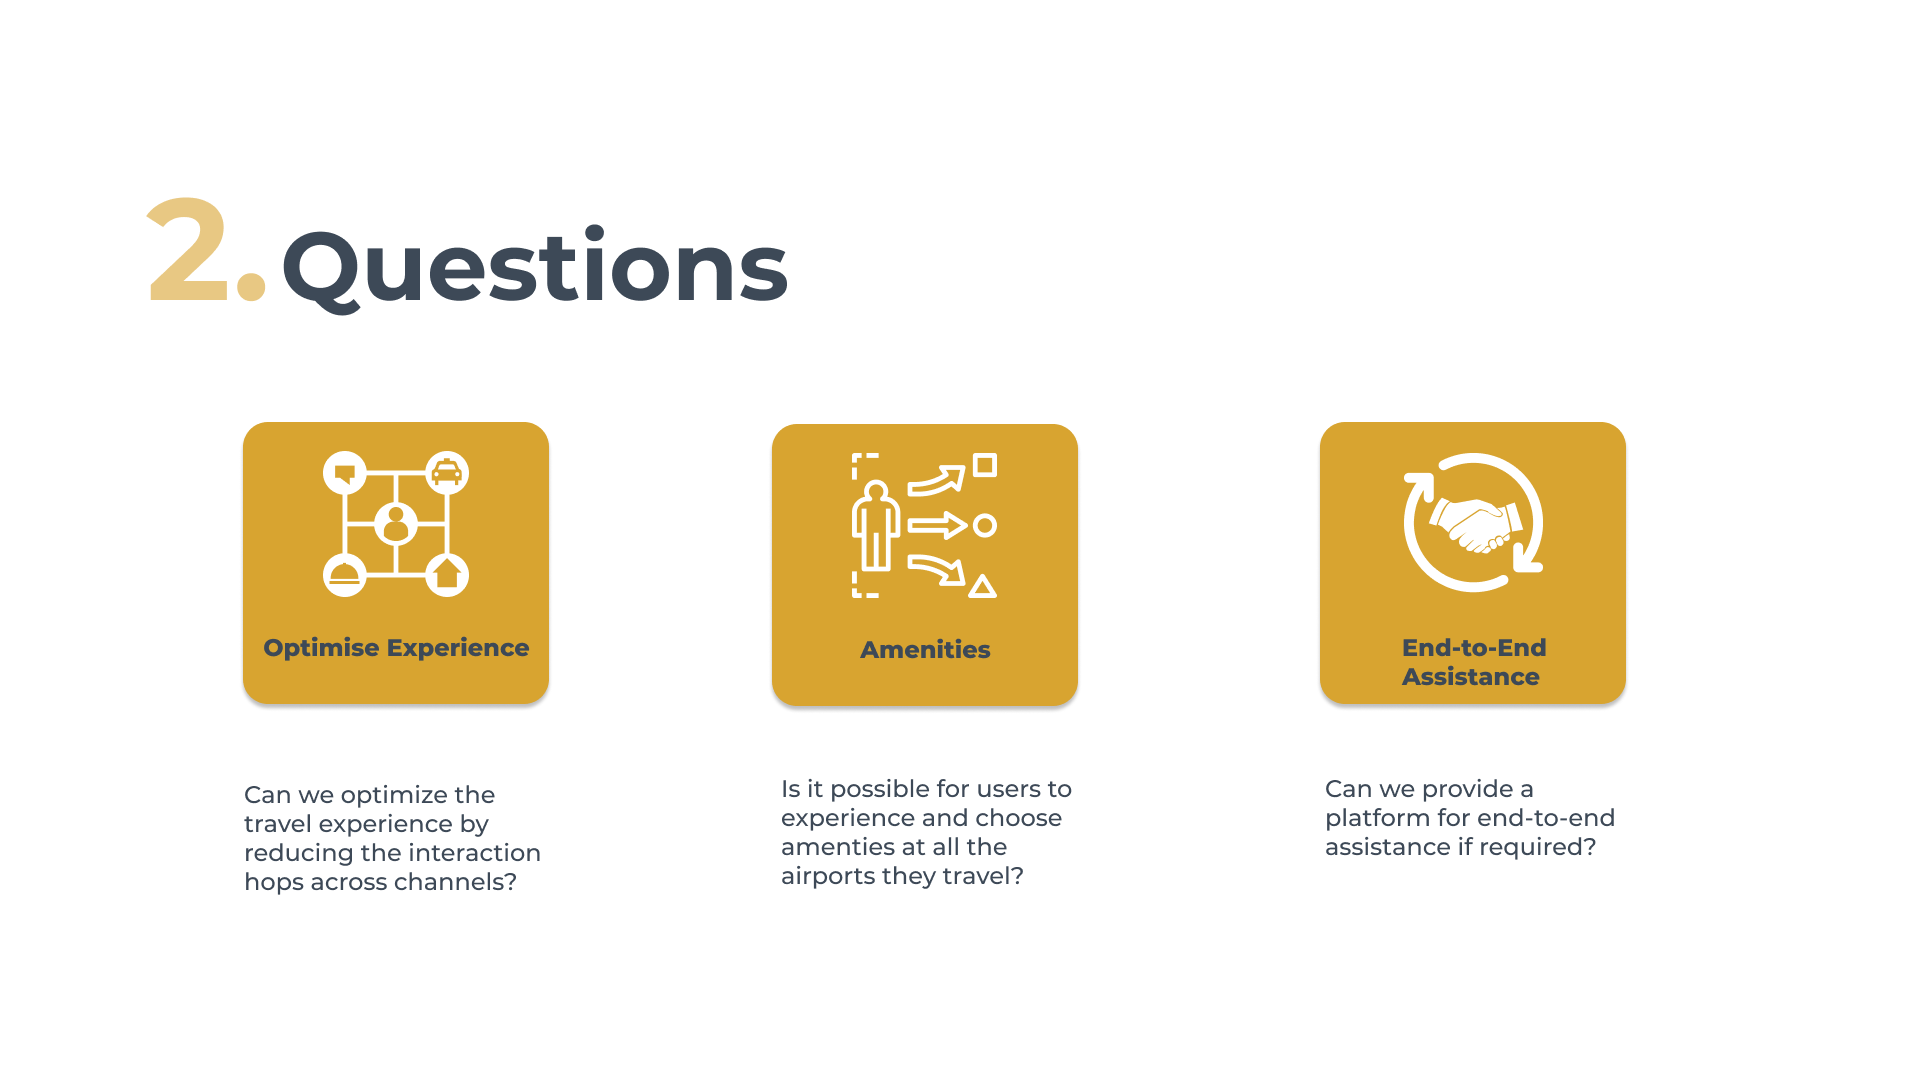 2. Questions
Optimise Experience
Can we optimize the
travel experience by
reducing the interaction
hops across channels?
Amenities
Is it possible for users to
experience and choose
amenties at all the
airports they travel?
End-to-End
Assistance
Can we provide a
platform for end-to-end
assistance if required?